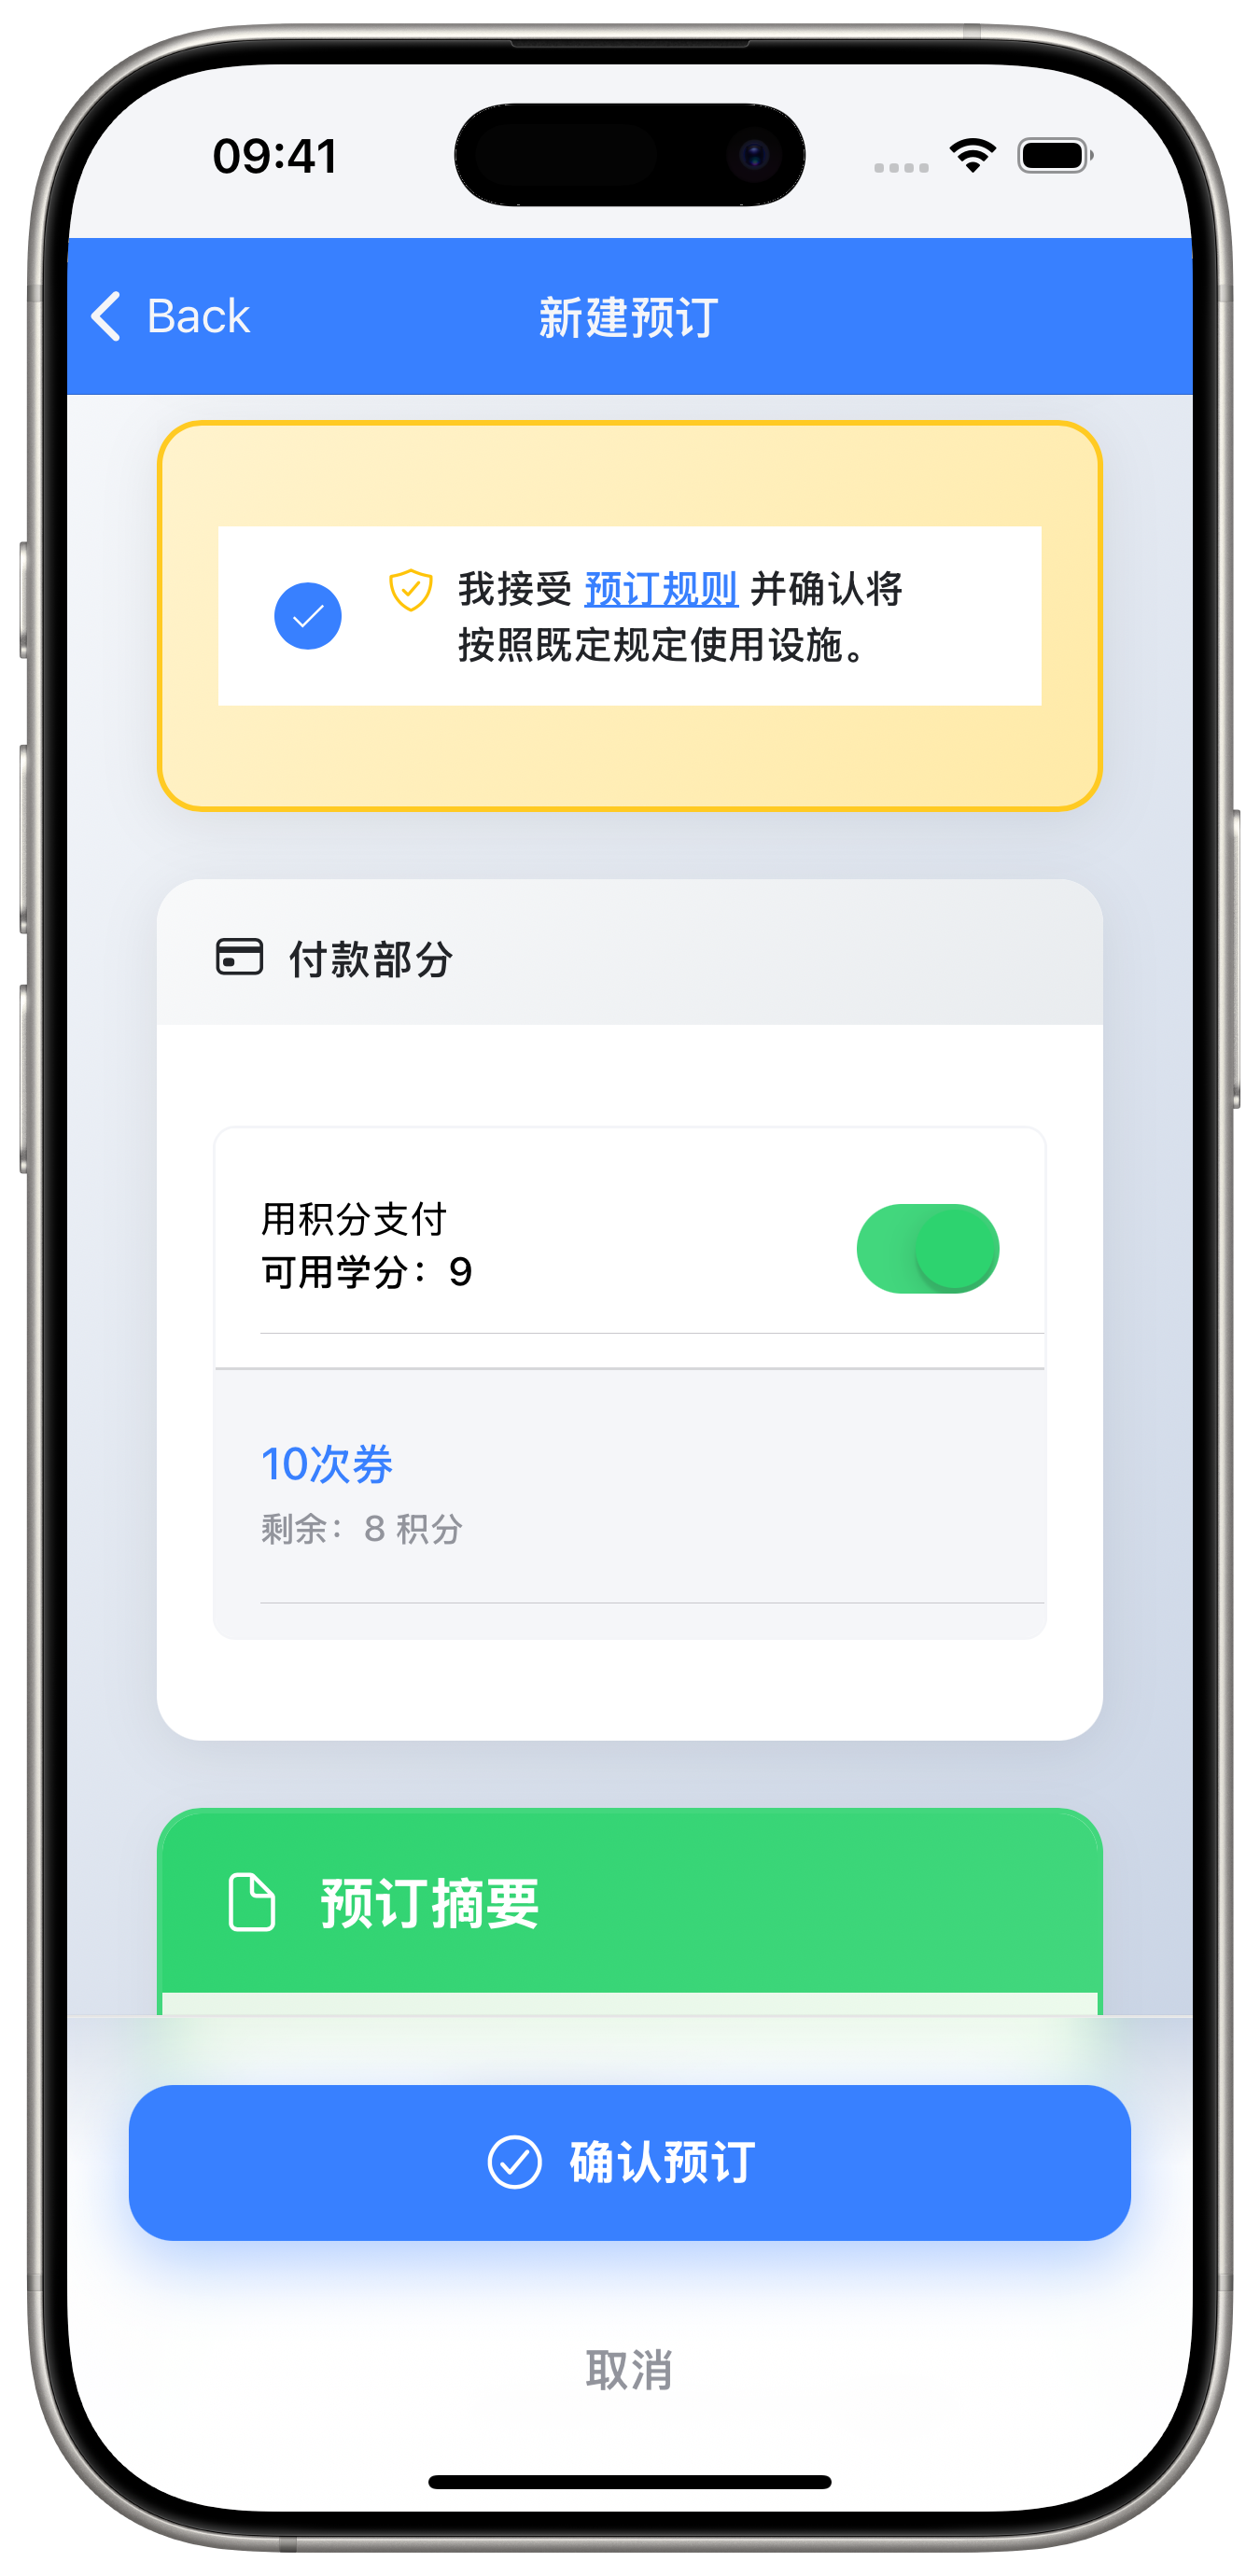 09:41
Back
新建预订
我接受 预订规则 并确认将
按照既定规定使用设施。
付款部分
用积分支付
可用学分：9
10次券
剩余：8 积分
预订摘要
确认预订
取消